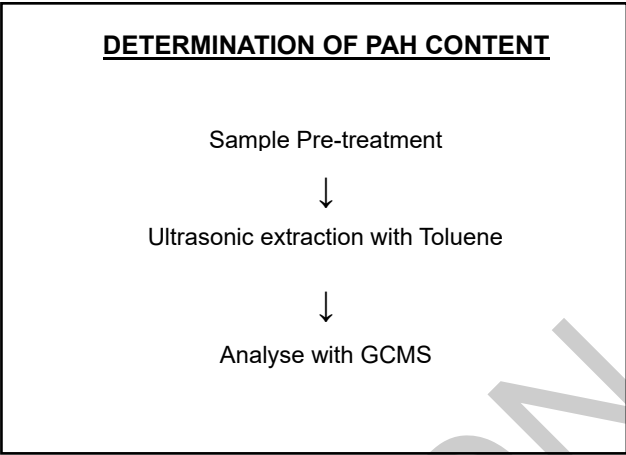 DETERMINATION OF PAH CONTENT
Sample Pre-treatment
↓
Ultrasonic extraction with Toluene
↓
Analyse with GCMS